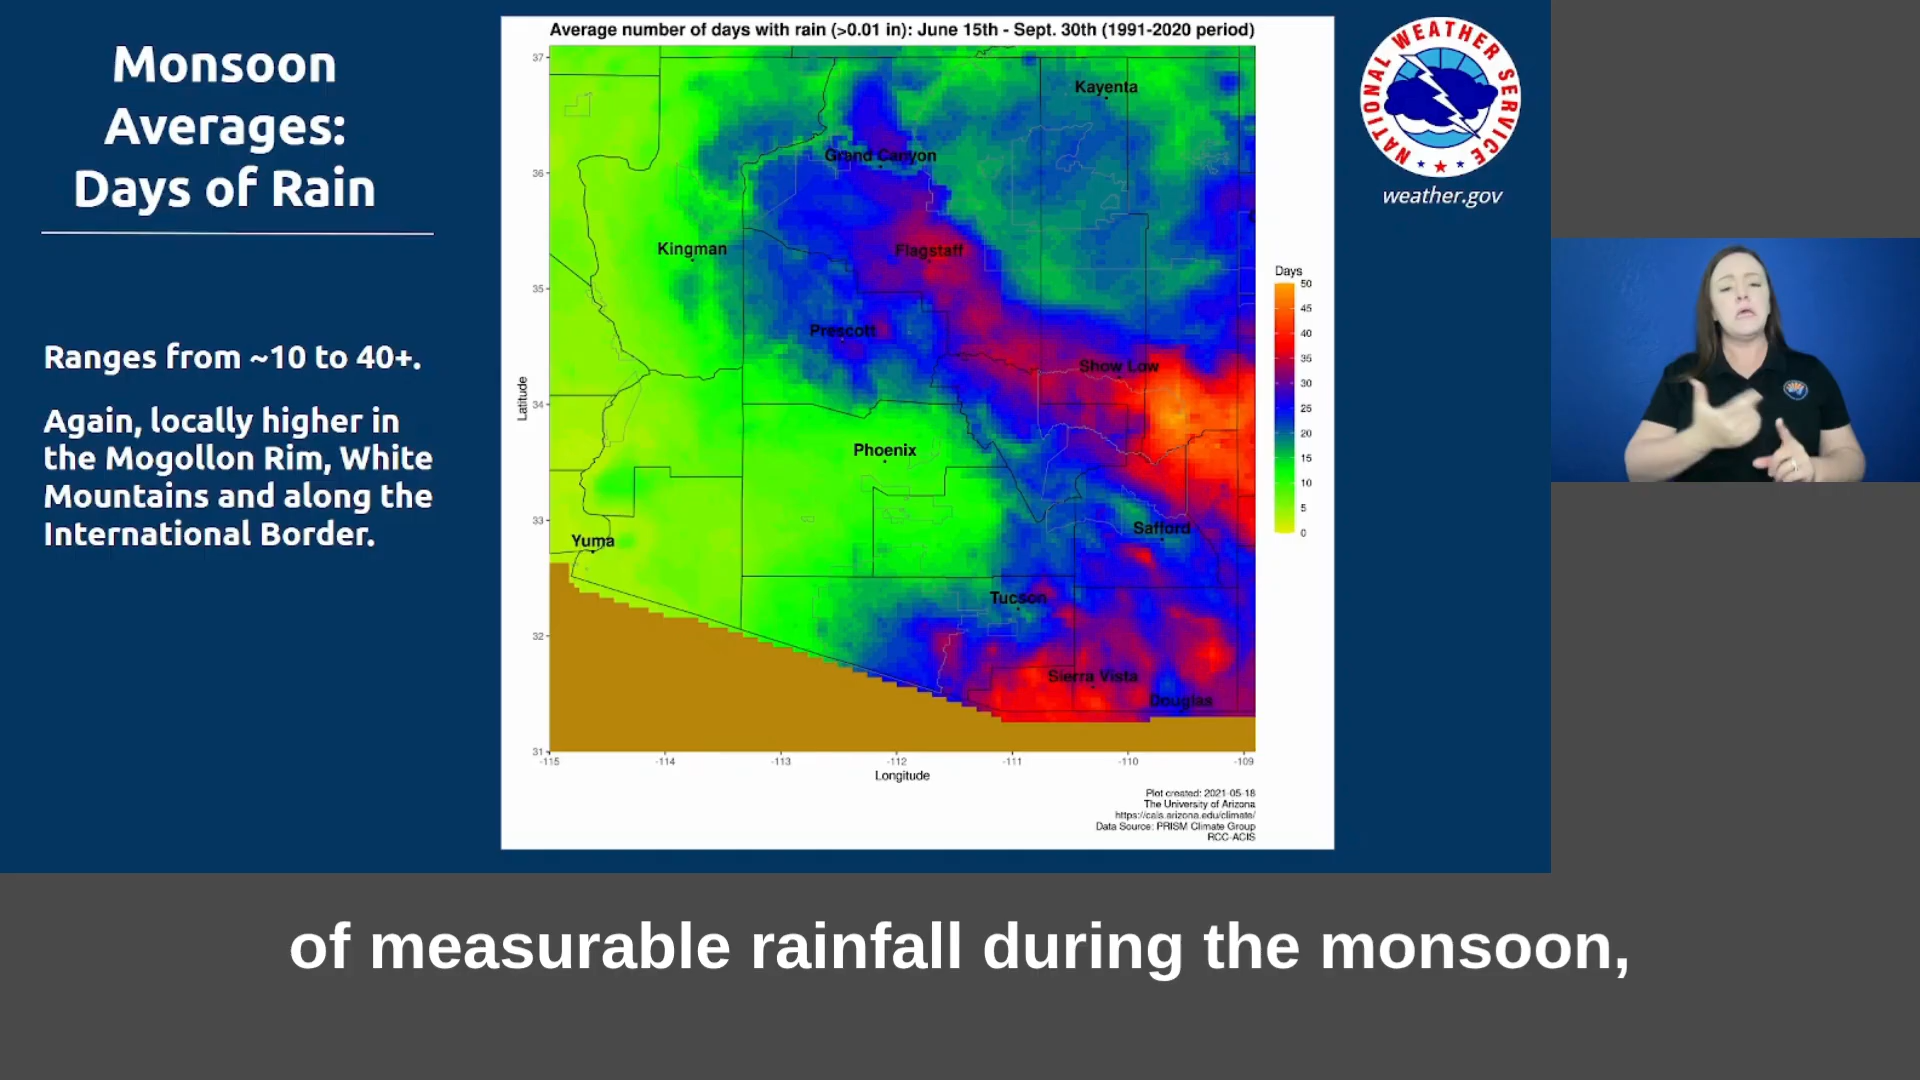 Monsoon
Averages:
Days of Rain
Ranges from ~10 to 40+.
Again, locally higher in
the Mogollon Rim, White
Mountains and along the
International Border.
Average number of days with rain (>0.01 in): June 15th - Sept. 30th (1991-2020 period)
Kayenta
Grand Canyon
Kingman
Flagstaff
Prescott
Show Low
Phoenix
Safford
Yuma
Tucson
Sierra Vista
Douglas
Latitude
37
36
35
34
33
32
31
-115
-114
-113
-112
-111
-110
-109
Longitude
Days
50
45
40
35
30
25
20
15
10
5
0
Plot created: 2021-05-18
The University of Arizona
https://cals.arizona.edu/climate/
Data Source: PRISM Climate Group
RCC-ACIS
NATIONAL WEATHER SERVICE
weather.gov
of measurable rainfall during the monsoon,